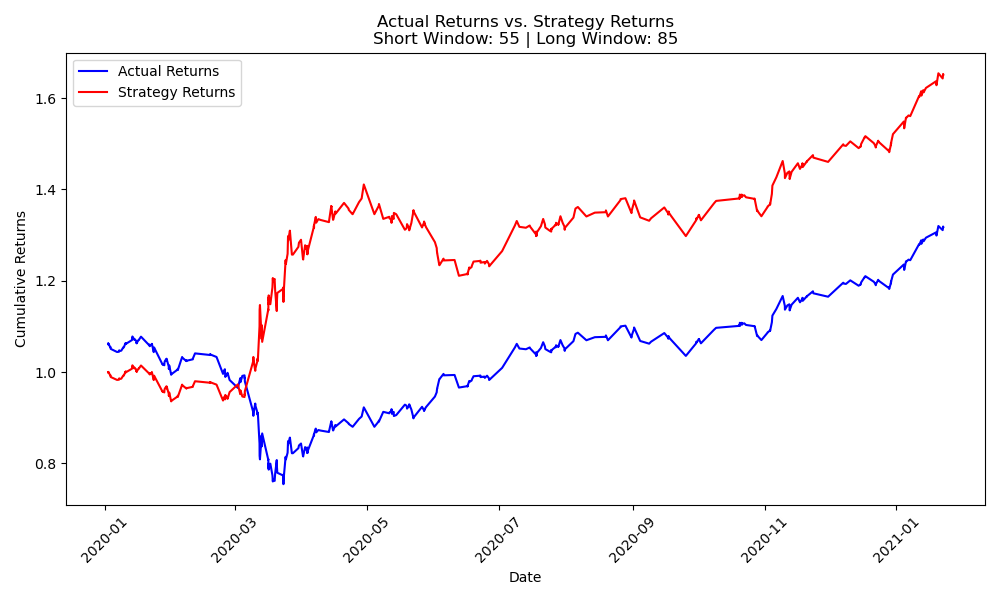 Actual Returns vs. Strategy Returns
Short Window: 55 | Long Window: 85
Actual Returns
Strategy Returns
Cumulative Returns
1.6
1.4
1.2
1.0
0.8
2020-01
2020-03
2020-05
2020-07
2020-09
2020-11
2021-01
Date